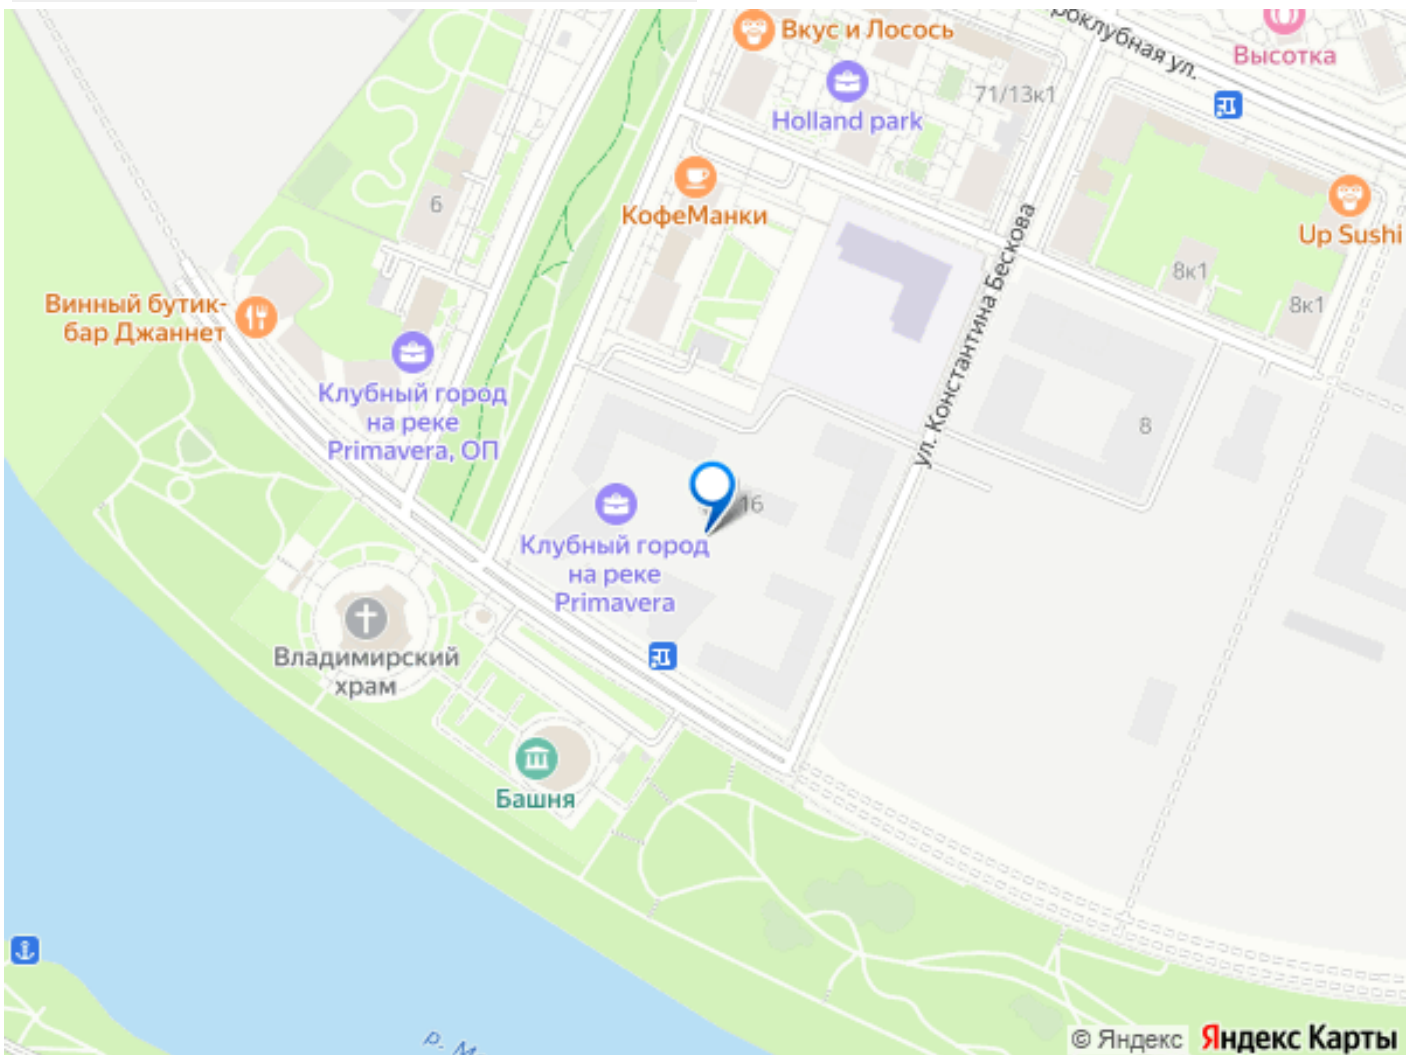 Вкус и Лосось
Высотка
71/13к1
Holland park
6
КофеМанки
Up Sushi
8к1
8к1
ул. Константина Бескова
Винный бутик-
бар Джаннет
Клубный город
на реке
Primavera, ОП
8
16
Клубный город
на реке
Primavera
Владимирский
храм
Башня
© Яндекс
Яндекс Карты